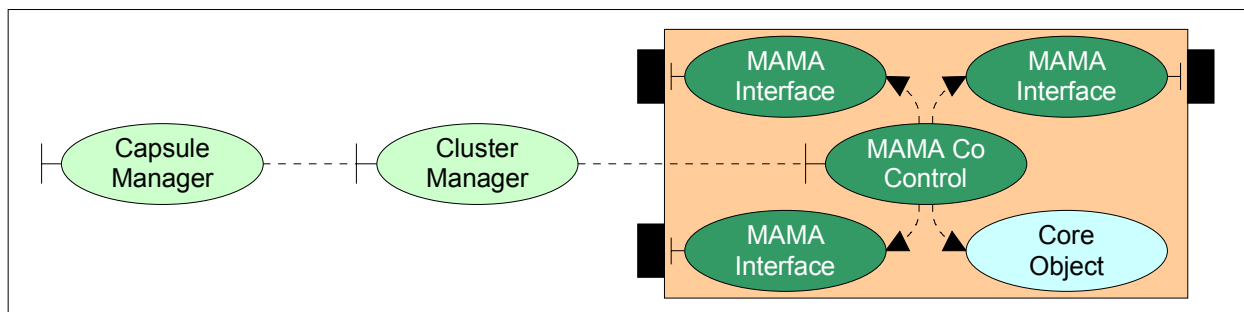 MAMA
Interface
MAMA
Interface
Capsule
Manager
Cluster
Manager
MAMA Co
Control
MAMA
Interface
Core
Object